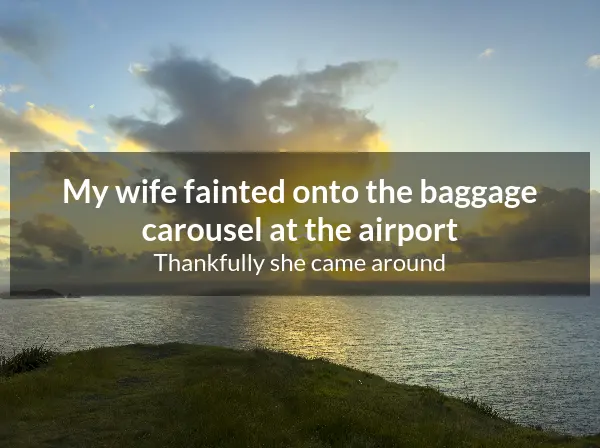 My wife fainted onto the baggage
carousel at the airport
Thankfully she came around